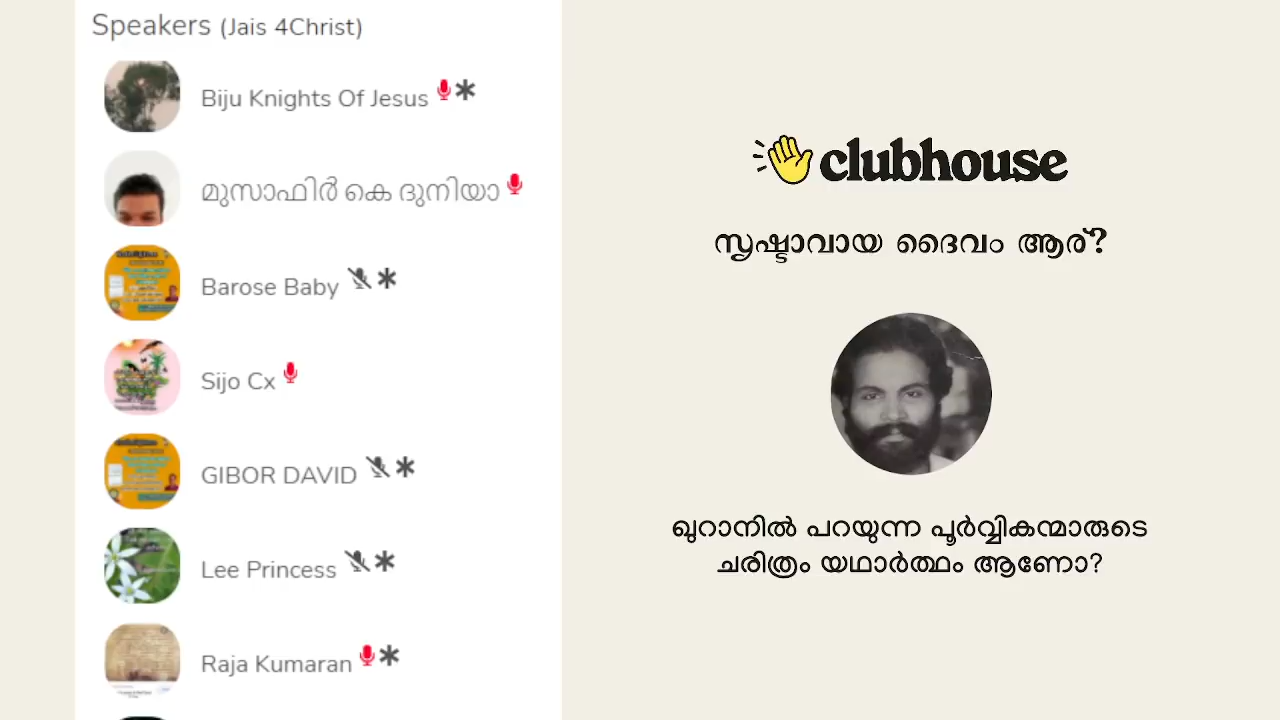 Speakers (Jais 4Christ)
Biju Knights Of Jesus
മുസാഫിർ കെ ദുനിയാ
Barose Baby
Sijo Cx
GIBOR DAVID
Lee Princess
Raja Kumaran
clubhouse
സൃഷ്ടാവായ ദൈവം ആര്?
ഖുറാനിൽ പറയുന്ന പൂർവ്വികന്മാരുടെ
ചരിത്രം യഥാർത്ഥം ആണോ?